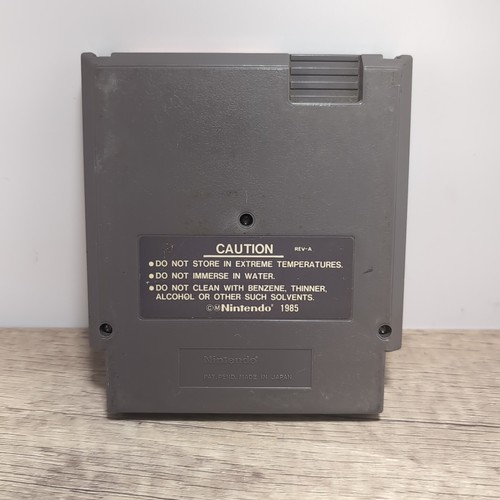 CAUTION REV-A
• DO NOT STORE IN EXTREME TEMPERATURES.
• DO NOT IMMERSE IN WATER.
• DO NOT CLEAN WITH BENZENE, THINNER,
ALCOHOL OR OTHER SUCH SOLVENTS.
©Ⓜ Nintendo 1985
Nintendo®
MADE IN JAPAN